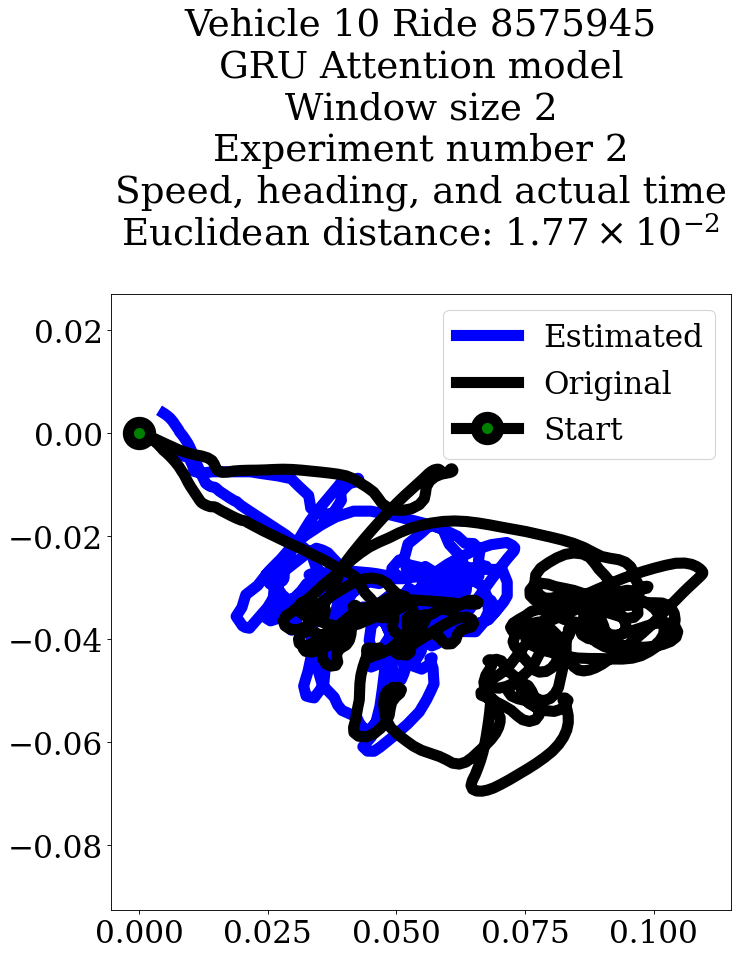 Vehicle 10 Ride 8575945
GRU Attention model
Window size 2
Experiment number 2
Speed, heading, and actual time
Euclidean distance: 1.77 × 10⁻²
Estimated
Original
Start
0.02
0.00
−0.02
−0.04
−0.06
−0.08
0.000 0.025 0.050 0.075 0.100